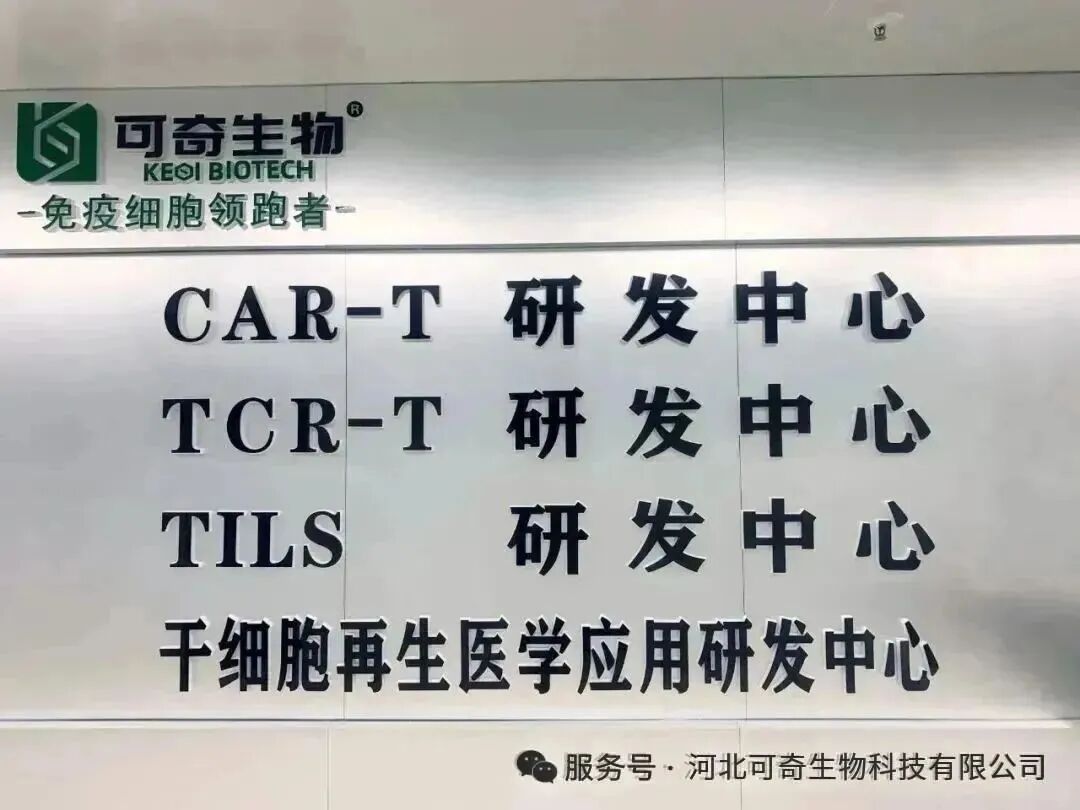 可奇生物®
KEQI BIOTECH
-免疫细胞领跑者-
CAR-T 研发中心
TCR-T 研发中心
TILS 研发中心
干细胞再生医学应用研发中心
服务号·河北可奇生物科技有限公司